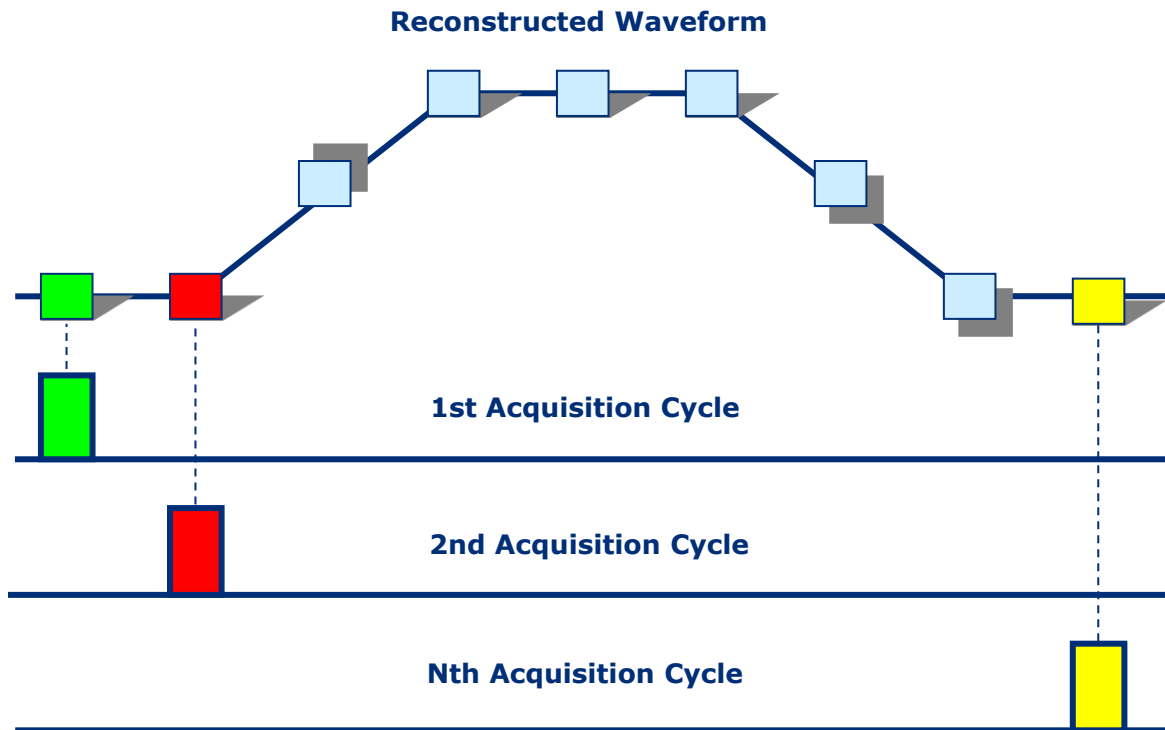 Reconstructed Waveform
1st Acquisition Cycle
2nd Acquisition Cycle
Nth Acquisition Cycle